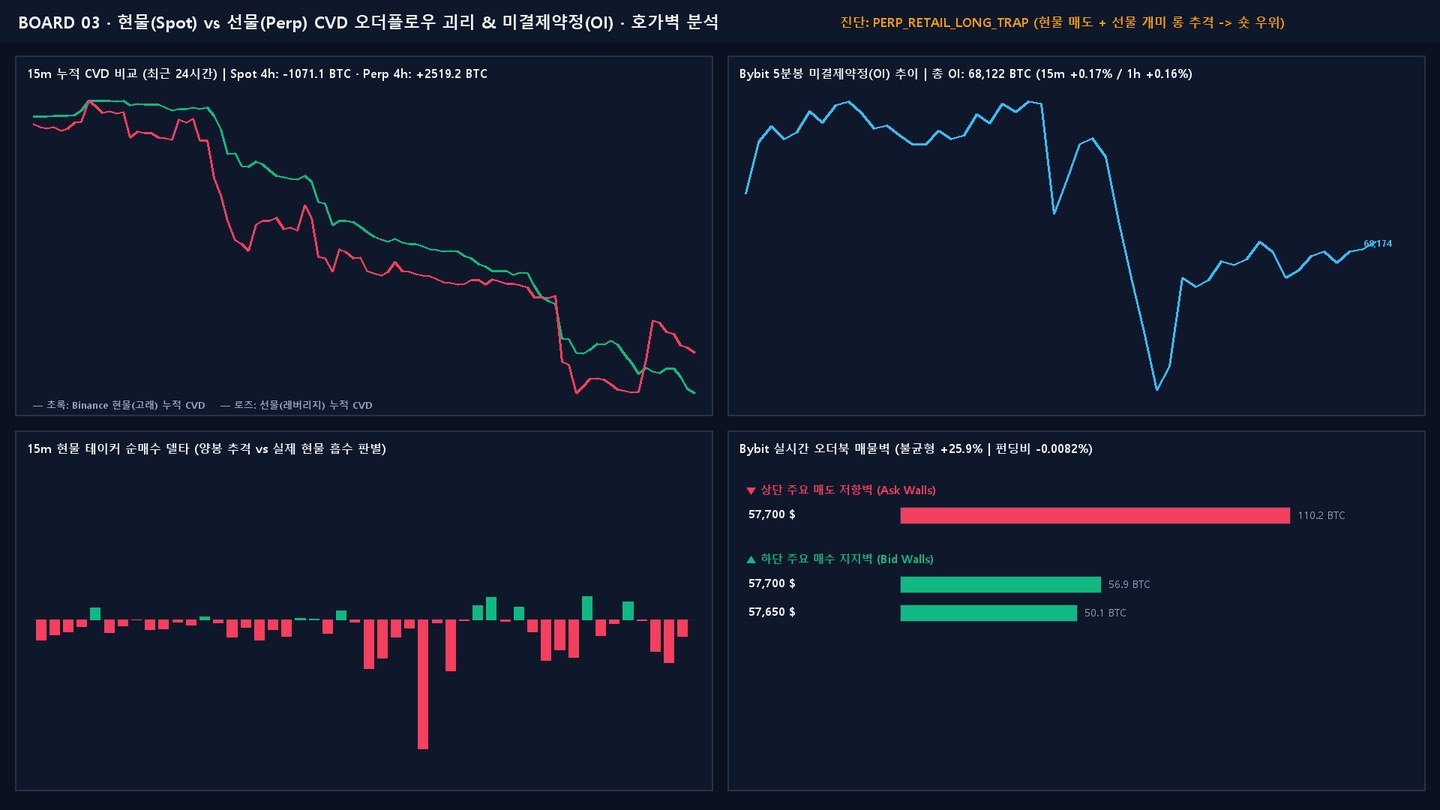 BOARD 03 · 현물(Spot) vs 선물(Perp) CVD 오더플로우 괴리 & 미결제약정(OI) · 호가벽 분석
진단: PERP_RETAIL_LONG_TRAP (현물 매도 + 선물 개미 롱 추격 -> 숏 우위)
15m 누적 CVD 비교 (최근 24시간) | Spot 4h: -1071.1 BTC · Perp 4h: +2519.2 BTC
— 초록: Binance 현물(고래) 누적 CVD — 로즈: 선물(레버리지) 누적 CVD
Bybit 5분봉 미결제약정(OI) 추이 | 총 OI: 68,122 BTC (15m +0.17% / 1h +0.16%)
15m 현물 테이커 순매수 델타 (양봉 추격 vs 실제 현물 흡수 판별)
Bybit 실시간 오더북 매물벽 (불균형 +25.9% | 펀딩비 -0.0082%)
▼ 상단 주요 매도 저항벽 (Ask Walls)
57,700 $ 110.2 BTC
▲ 하단 주요 매수 지지벽 (Bid Walls)
57,700 $ 56.9 BTC
57,650 $ 50.1 BTC